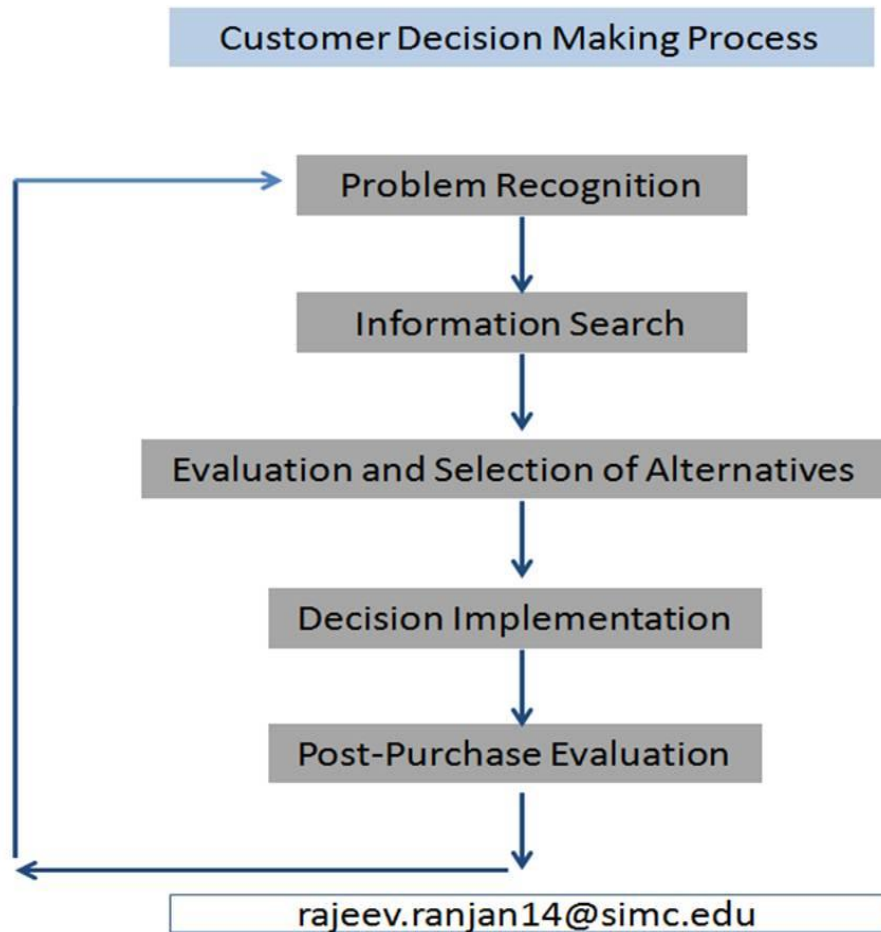 Customer Decision Making Process
Problem Recognition
Information Search
Evaluation and Selection of Alternatives
Decision Implementation
Post-Purchase Evaluation
rajeev.ranjan14@simc.edu